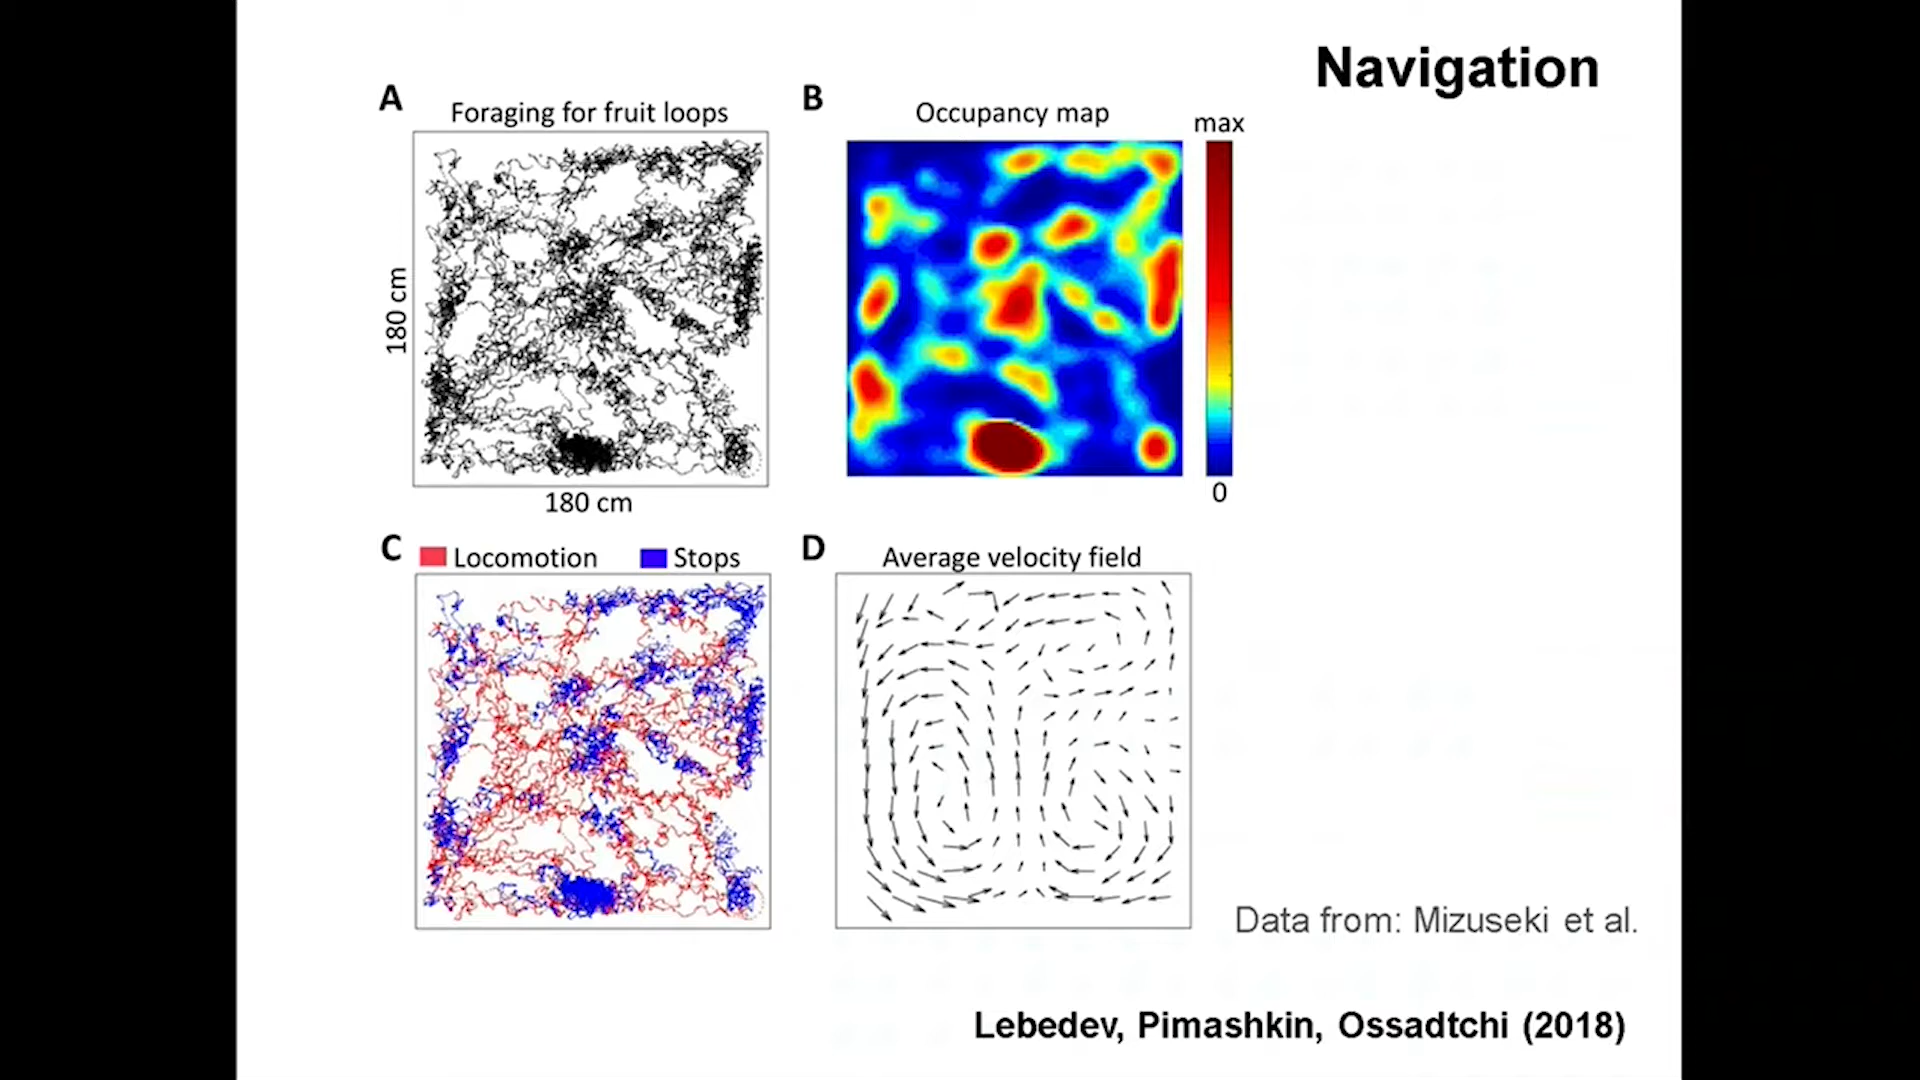 Navigation
A
Foraging for fruit loops
180 cm
180 cm
B
Occupancy map
max
0
C
Locomotion
Stops
D
Average velocity field
Data from: Mizuseki et al.
Lebedev, Pimashkin, Ossadtchi (2018)